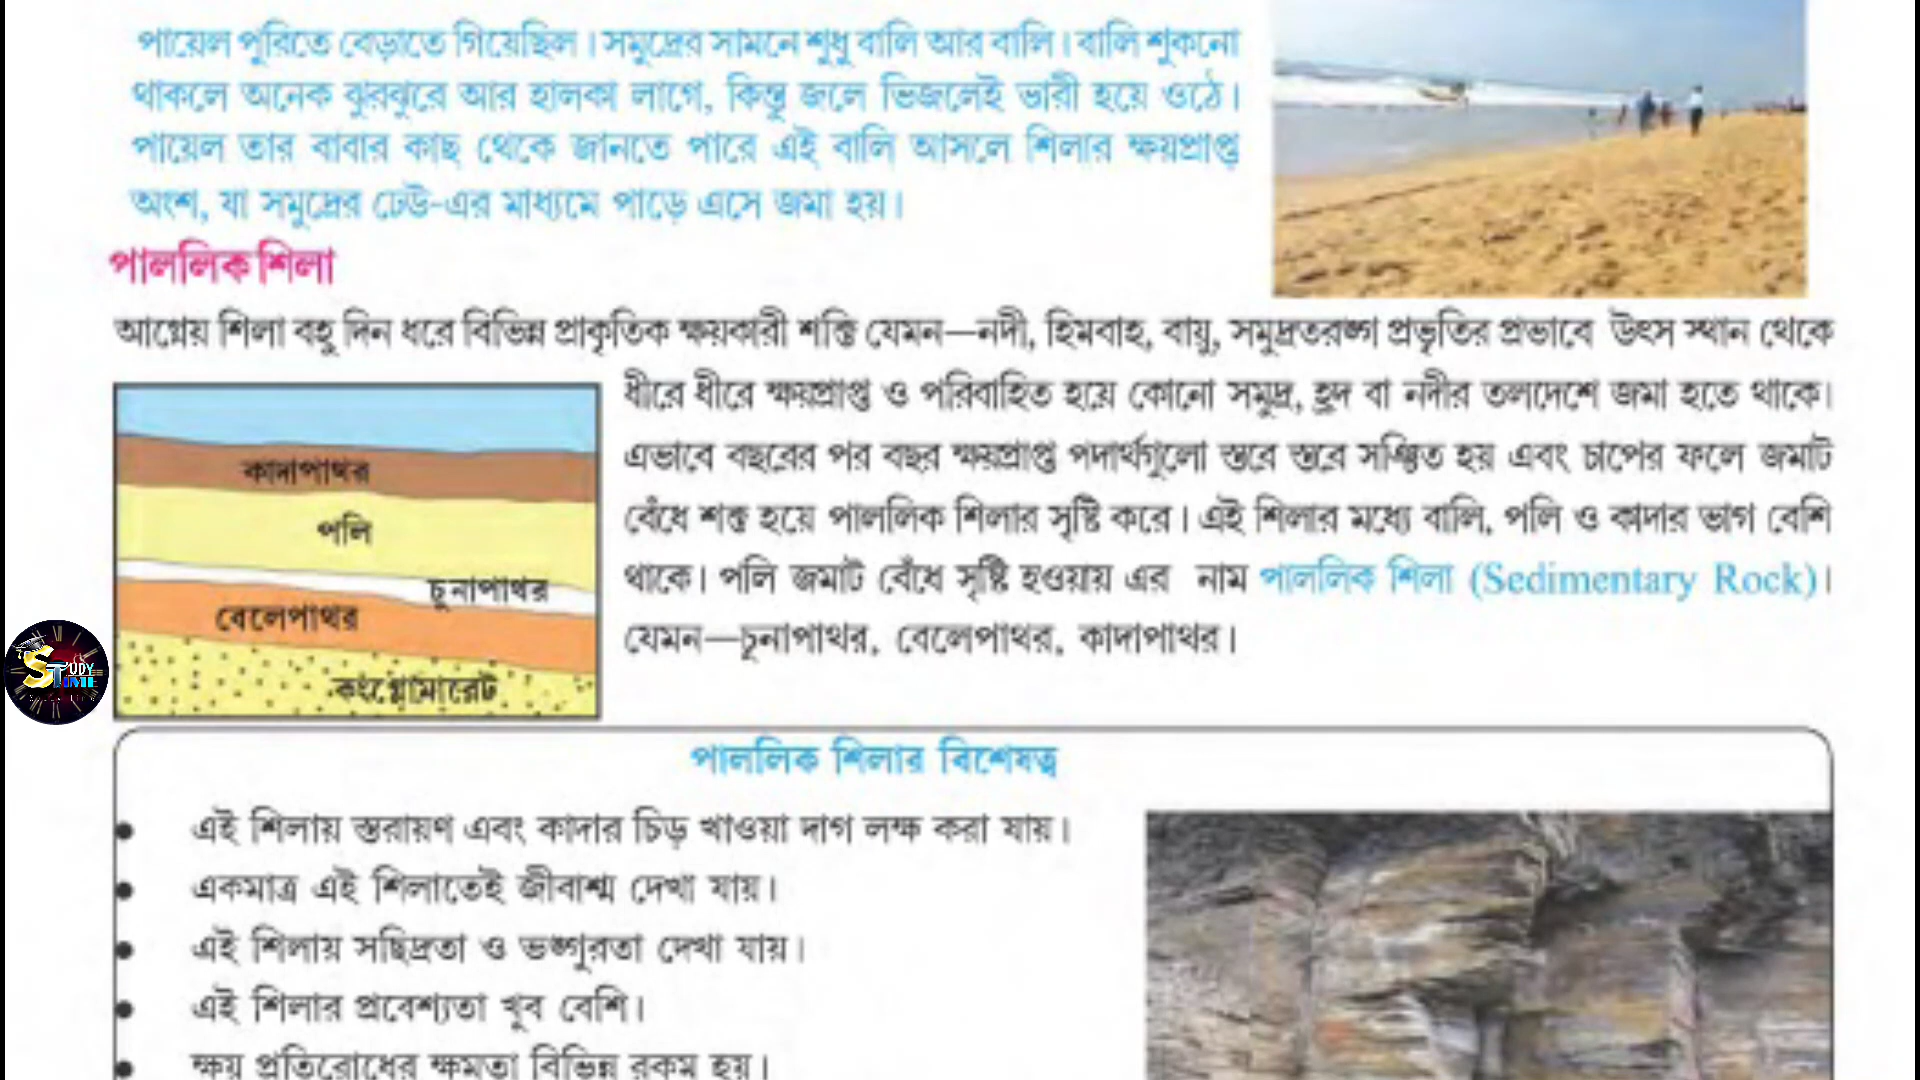 পায়েল পুরিতে বেড়াতে গিয়েছিল। সমুদ্রের সামনে শুধু বালি আর বালি। বালি শুকনো
থাকলে অনেক ঝুরঝুরে আর হালকা লাগে, কিন্তু জলে ভিজলেই ভারী হয়ে ওঠে।
পায়েল তার বাবার কাছ থেকে জানতে পারে এই বালি আসলে শিলার ক্ষয়প্রাপ্ত
অংশ, যা সমুদ্রের ঢেউ-এর মাধ্যমে পাড়ে এসে জমা হয়।
পাললিক শিলা
আগ্নেয় শিলা বহু দিন ধরে বিভিন্ন প্রাকৃতিক ক্ষয়কারী শক্তি যেমন—নদী, হিমবাহ, বায়ু, সমুদ্রতরঙ্গ প্রভৃতির প্রভাবে উৎস স্থান থেকে
ধীরে ধীরে ক্ষয়প্রাপ্ত ও পরিবাহিত হয়ে কোনো সমুদ্র, হ্রদ বা নদীর তলদেশে জমা হতে থাকে।
এভাবে বছরের পর বছর ক্ষয়প্রাপ্ত পদার্থগুলো স্তরে স্তরে সঞ্চিত হয় এবং চাপের ফলে জমাট
বেঁধে শক্ত হয়ে পাললিক শিলার সৃষ্টি করে। এই শিলার মধ্যে বালি, পলি ও কাদার ভাগ বেশি
থাকে। পলি জমাট বেঁধে সৃষ্টি হওয়ায় এর নাম পাললিক শিলা (Sedimentary Rock)।
যেমন—চুনাপাথর, বেলেপাথর, কাদাপাথর।
কাদাপাথর
পলি
চুনাপাথর
বেলেপাথর
কংগ্লোমারেট
STUDY
TIME
পাললিক শিলার বিশেষত্ব
• এই শিলায় স্তরায়ণ এবং কাদার চিড় খাওয়া দাগ লক্ষ করা যায়।
• একমাত্র এই শিলাতেই জীবাশ্ম দেখা যায়।
• এই শিলায় সছিদ্রতা ও ভঙ্গুরতা দেখা যায়।
• এই শিলার প্রবেশ্যতা খুব বেশি।
• ক্ষয় প্রতিরোধের ক্ষমতা বিভিন্ন রকম হয়।